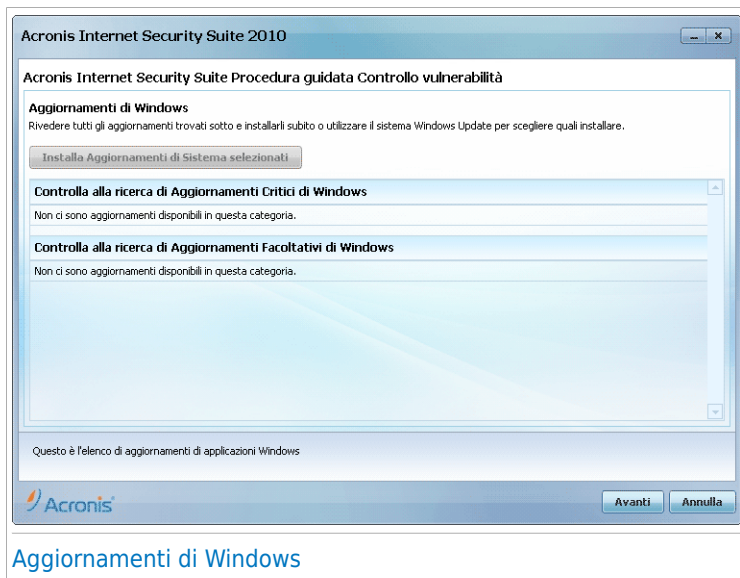 Acronis Internet Security Suite 2010
Acronis Internet Security Suite Procedura guidata Controllo vulnerabilità
Aggiornamenti di Windows
Rivedere tutti gli aggiornamenti trovati sotto e installarli subito o utilizzare il sistema Windows Update per scegliere quali installare.
Installa Aggiornamenti di Sistema selezionati
Controlla alla ricerca di Aggiornamenti Critici di Windows
Non ci sono aggiornamenti disponibili in questa categoria.
Controlla alla ricerca di Aggiornamenti Facoltativi di Windows
Non ci sono aggiornamenti disponibili in questa categoria.
Questo è l'elenco di aggiornamenti di applicazioni Windows
Acronis
Avanti
Annulla
Aggiornamenti di Windows